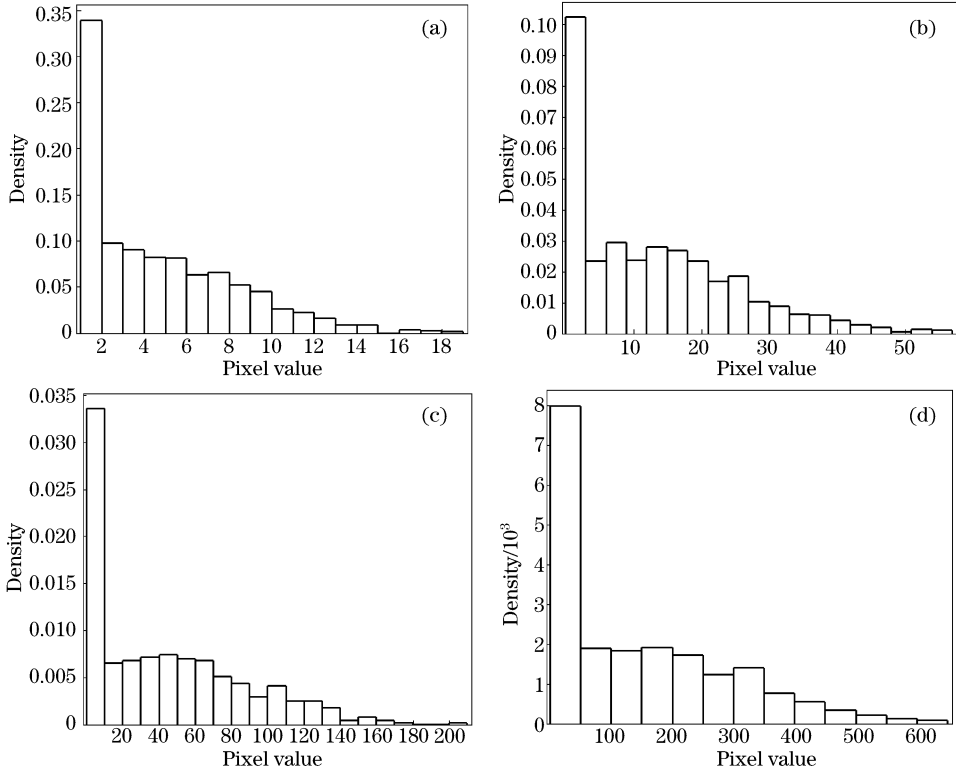 (a)
Density
0.35
0.30
0.25
0.20
0.15
0.10
0.05
0
2 4 6 8 10 12 14 16 18
Pixel value
(b)
Density
0.10
0.09
0.08
0.07
0.06
0.05
0.04
0.03
0.02
0.01
0
10 20 30 40 50
Pixel value
(c)
Density
0.035
0.030
0.025
0.020
0.015
0.010
0.005
0
20 40 60 80 100 120 140 160 180 200
Pixel value
(d)
Density/10³
8
7
6
5
4
3
2
1
0
100 200 300 400 500 600
Pixel value